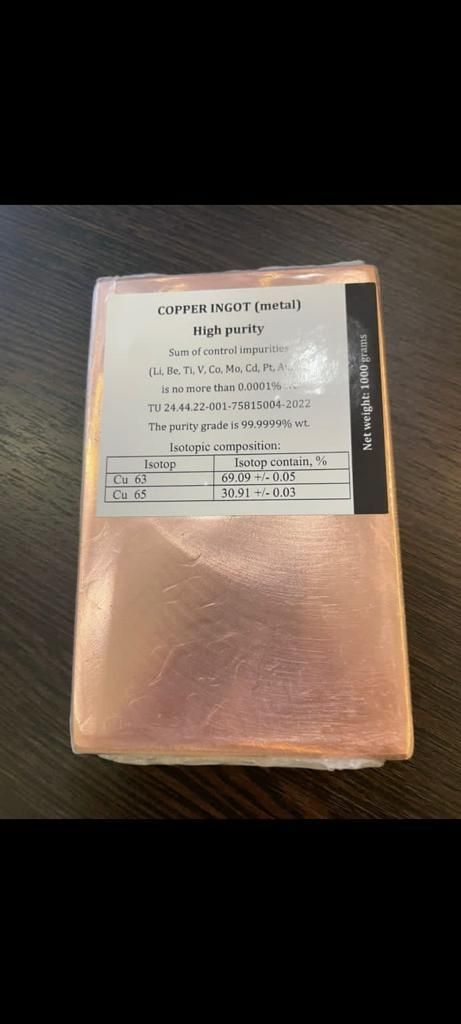 COPPER INGOT (metal)
High purity
Sum of control impurities
(Li, Be, Ti, V, Co, Mo, Cd, Pt,
is no more than 0.0001%
TU 24.44.22-001-75815004-2022
The purity grade is 99.9999% wt.
Isotopic composition:
Isotop Isotop contain, %
Cu 63 69.09 +/- 0.05
Cu 65 30.91 +/- 0.03
Net weight: 1000 grams